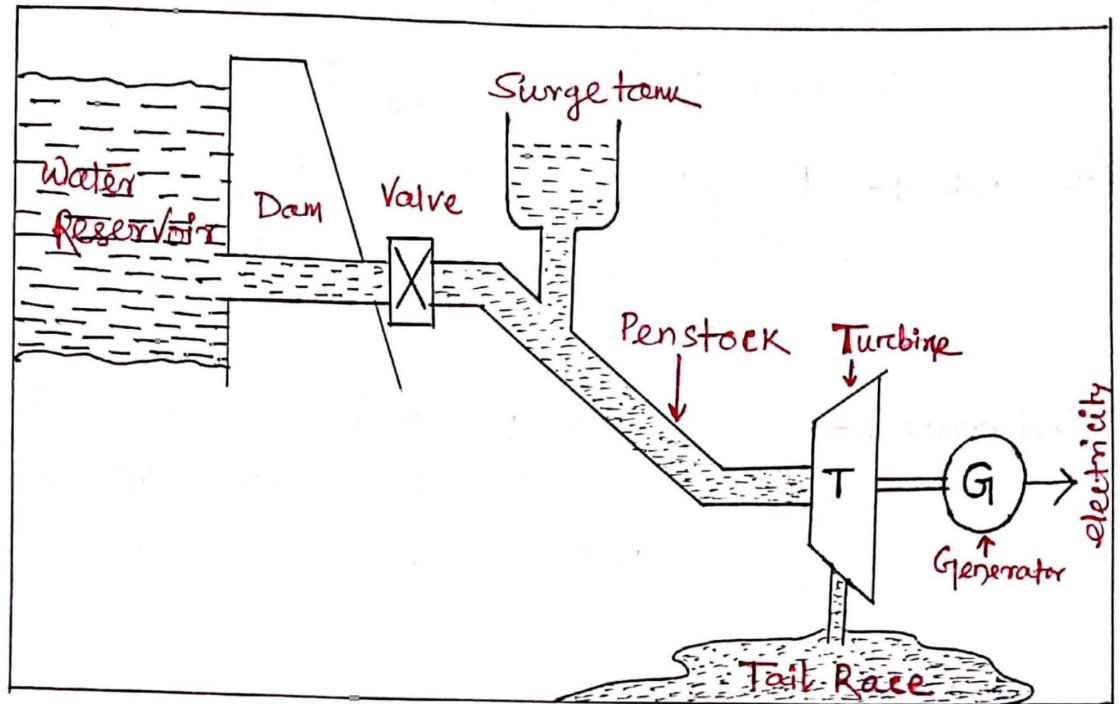 Surge tank
Water
Reservoir
Dam
Valve
Penstock
Turbine
T
G
electricity
Generator
Tail Race